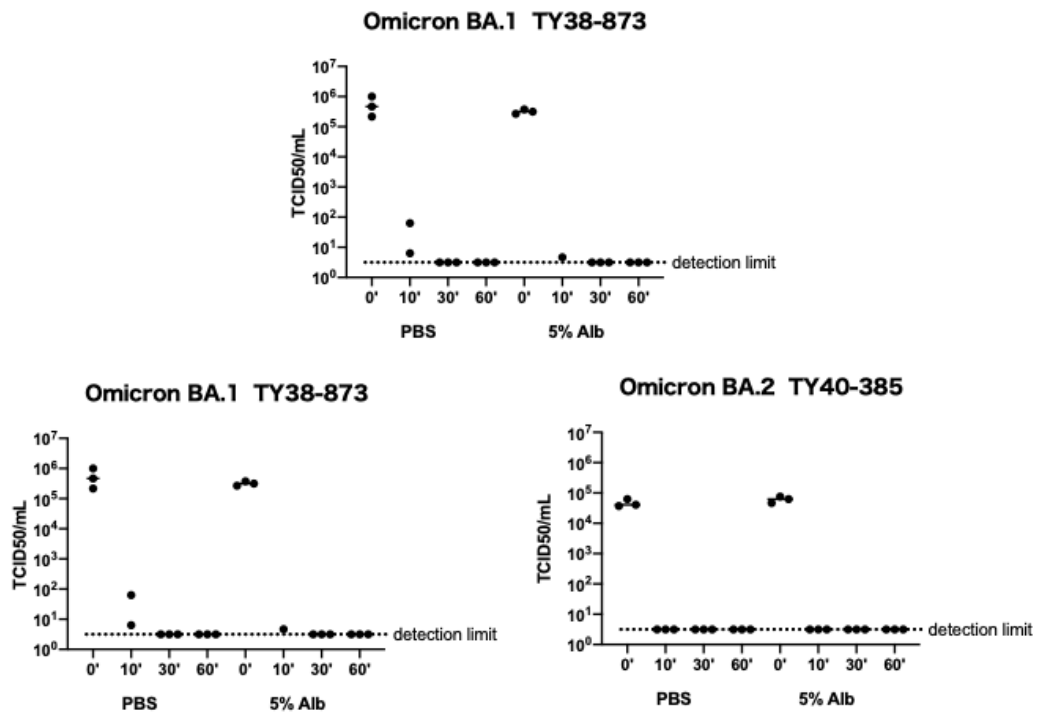 Omicron BA.1 TY38-873
TCID50/mL
10⁷
10⁶
10⁵
10⁴
10³
10²
10¹
10⁰
detection limit
0' 10' 30' 60' 0' 10' 30' 60'
PBS 5% Alb
Omicron BA.1 TY38-873
TCID50/mL
10⁷
10⁶
10⁵
10⁴
10³
10²
10¹
10⁰
detection limit
0' 10' 30' 60' 0' 10' 30' 60'
PBS 5% Alb
Omicron BA.2 TY40-385
TCID50/mL
10⁷
10⁶
10⁵
10⁴
10³
10²
10¹
10⁰
detection limit
0' 10' 30' 60' 0' 10' 30' 60'
PBS 5% Alb